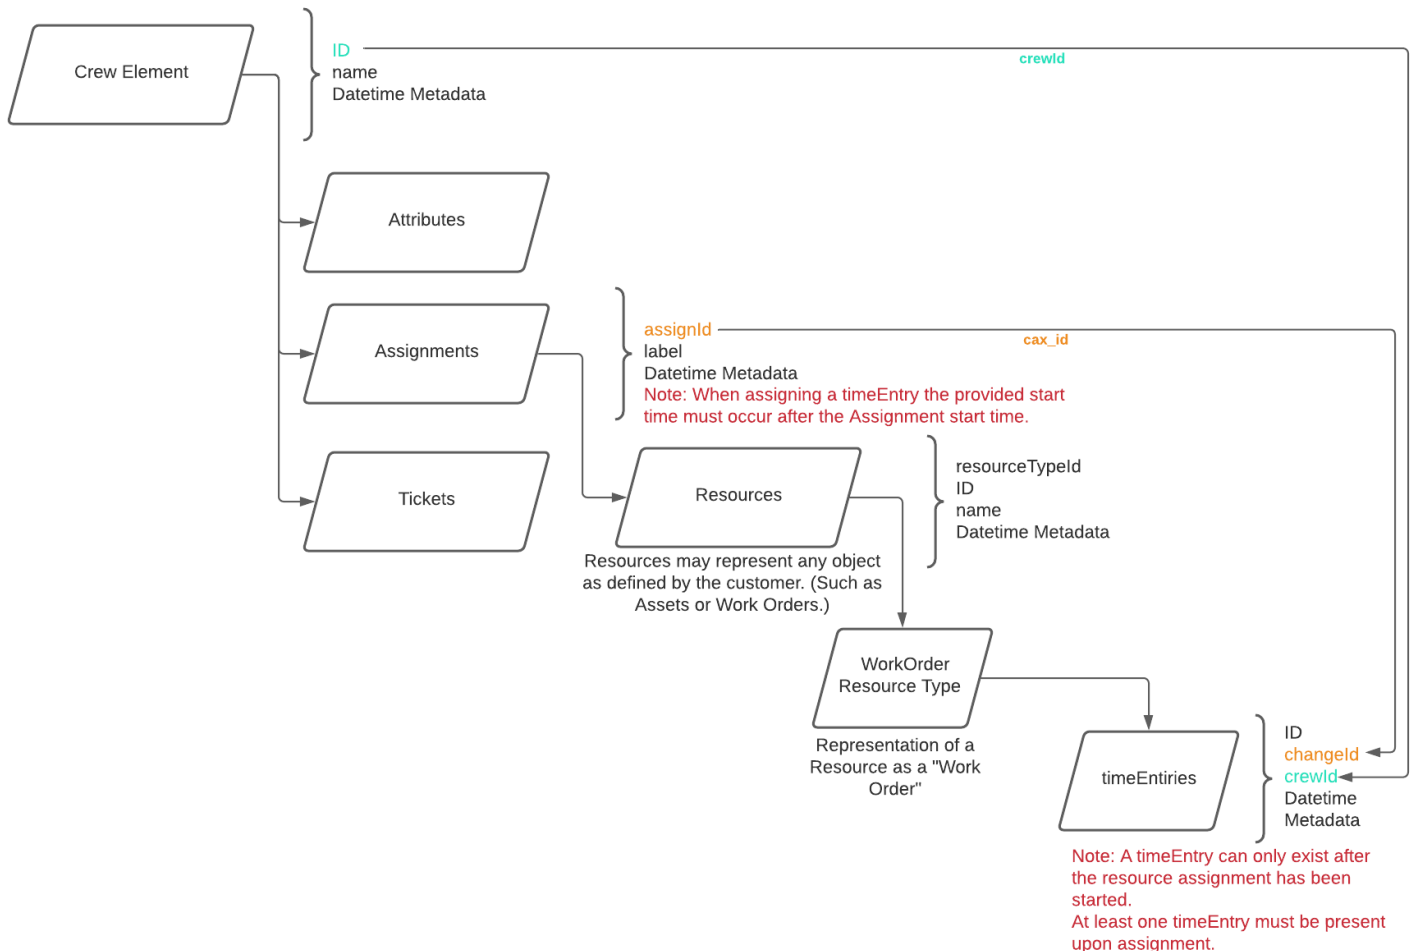 Crew Element
ID
name
Datetime Metadata
crewId
Attributes
Assignments
assignId
label
Datetime Metadata
Note: When assigning a timeEntry the provided start
time must occur after the Assignment start time.
cax_id
Tickets
Resources
Resources may represent any object
as defined by the customer. (Such as
Assets or Work Orders.)
resourceTypeId
ID
name
Datetime Metadata
WorkOrder
Resource Type
Representation of a
Resource as a "Work
Order"
timeEntiries
ID
changeId
crewId
Datetime
Metadata
Note: A timeEntry can only exist after
the resource assignment has been
started.
At least one timeEntry must be present
upon assignment.